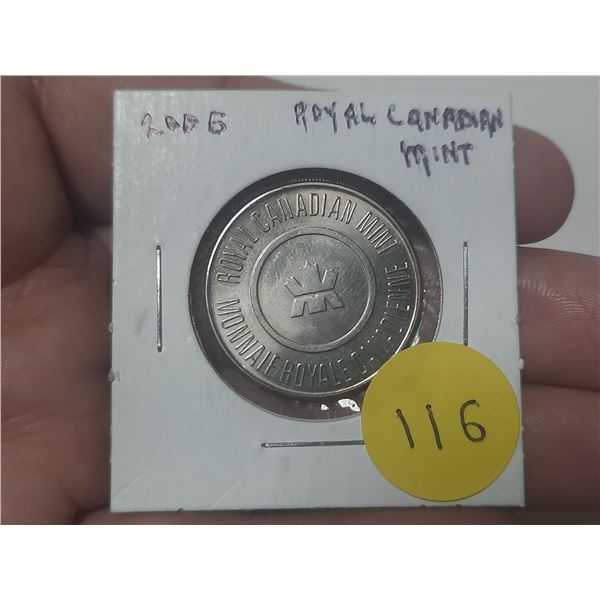 2006 ROYAL CANADIAN
MINT
ROYAL CANADIAN MINT
MONNAIE ROYALE CANADIENNE
116